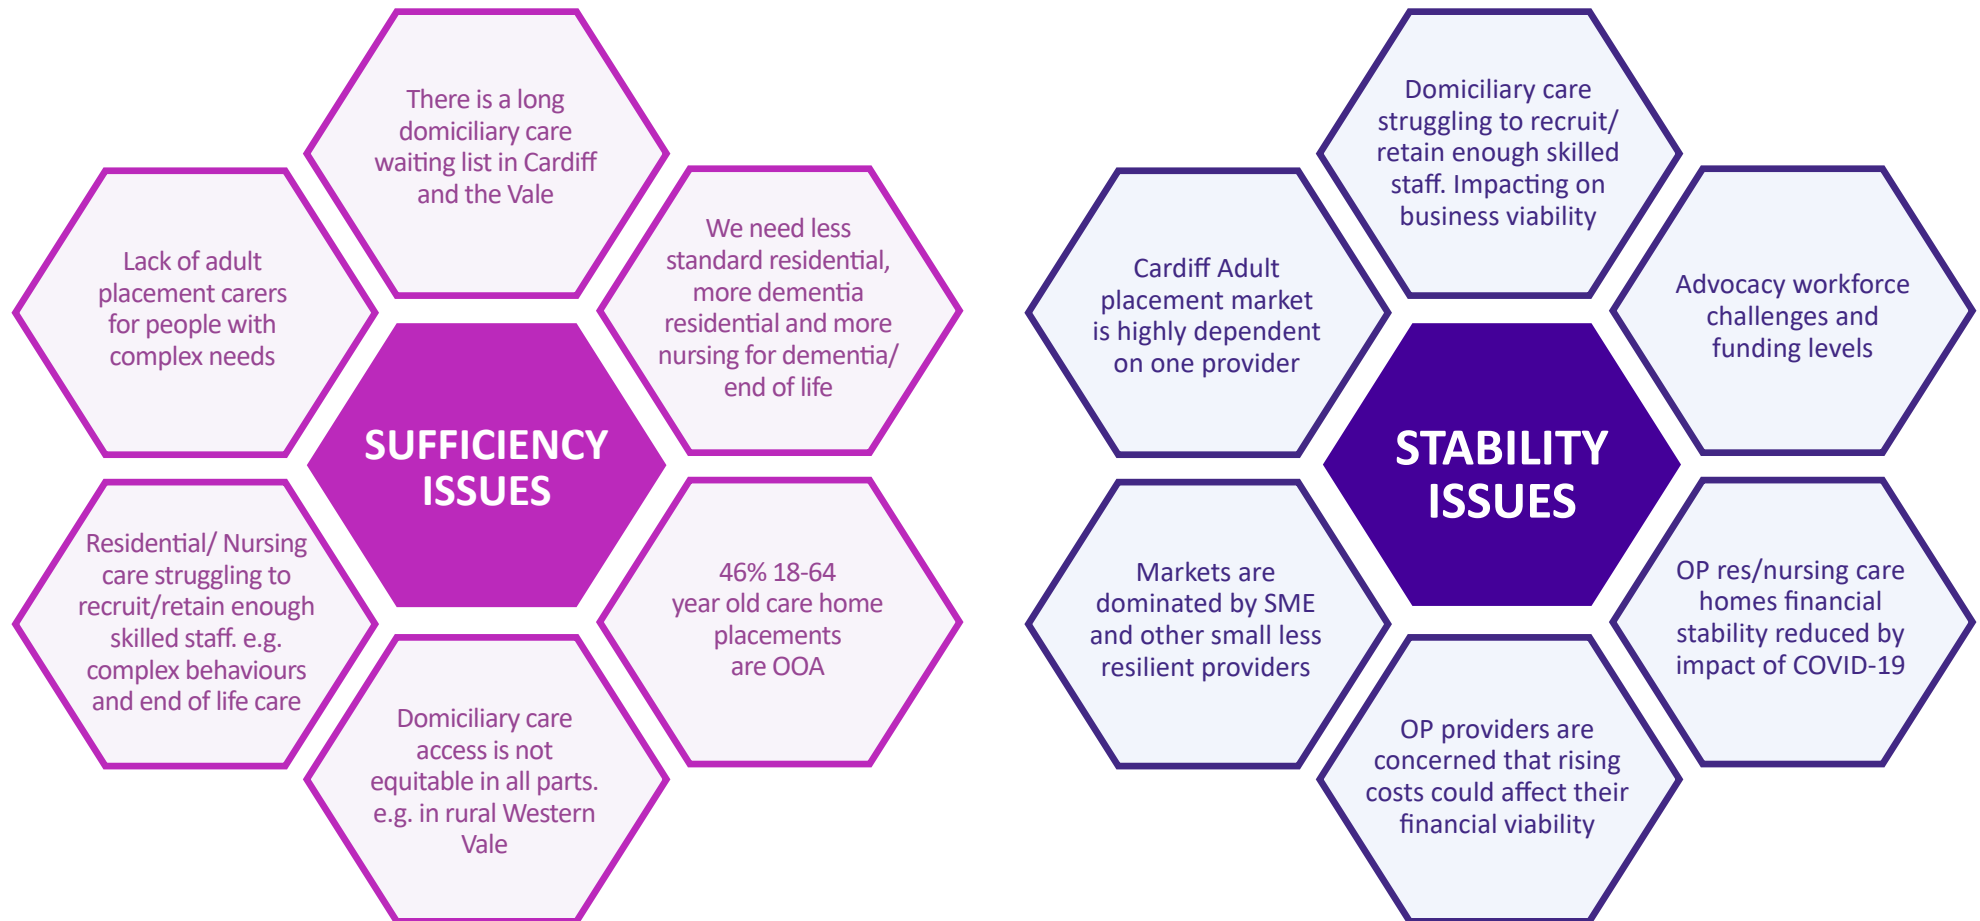 There is a long
domiciliary care
waiting list in Cardiff
and the Vale
We need less
standard residential,
more dementia
residential and more
nursing for dementia/
end of life
46% 18-64
year old care home
placements
are OOA
Domiciliary care
access is not
equitable in all parts.
e.g. in rural Western
Vale
Residential/ Nursing
care struggling to
recruit/retain enough
skilled staff. e.g.
complex behaviours
and end of life care
Lack of adult
placement carers
for people with
complex needs
SUFFICIENCY
ISSUES
Domiciliary care
struggling to recruit/
retain enough skilled
staff. Impacting on
business viability
Advocacy workforce
challenges and
funding levels
OP res/nursing care
homes financial
stability reduced by
impact of COVID-19
OP providers are
concerned that rising
costs could affect their
financial viability
Markets are
dominated by SME
and other small less
resilient providers
Cardiff Adult
placement market
is highly dependent
on one provider
STABILITY
ISSUES